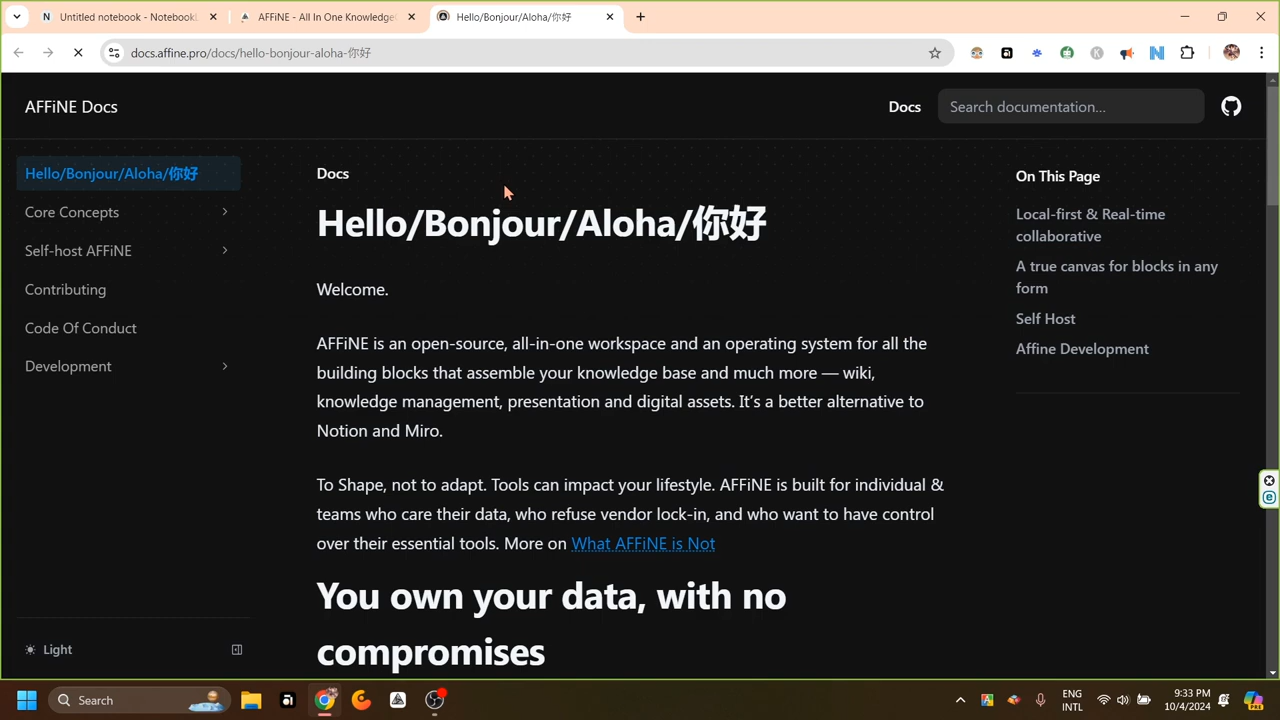 Untitled notebook - NotebookL
AFFiNE - All In One Knowledge
Hello/Bonjour/Aloha/你好
docs.affine.pro/docs/hello-bonjour-aloha-你好
AFFiNE Docs
Docs
Search documentation...
Hello/Bonjour/Aloha/你好
Core Concepts
Self-host AFFiNE
Contributing
Code Of Conduct
Development
Light
Docs
Hello/Bonjour/Aloha/你好
Welcome.
AFFiNE is an open-source, all-in-one workspace and an operating system for all the
building blocks that assemble your knowledge base and much more — wiki,
knowledge management, presentation and digital assets. It’s a better alternative to
Notion and Miro.
To Shape, not to adapt. Tools can impact your lifestyle. AFFiNE is built for individual &
teams who care their data, who refuse vendor lock-in, and who want to have control
over their essential tools. More on What AFFiNE is Not
You own your data, with no
compromises
On This Page
Local-first & Real-time
collaborative
A true canvas for blocks in any
form
Self Host
Affine Development
Search
ENG
INTL
9:33 PM
10/4/2024